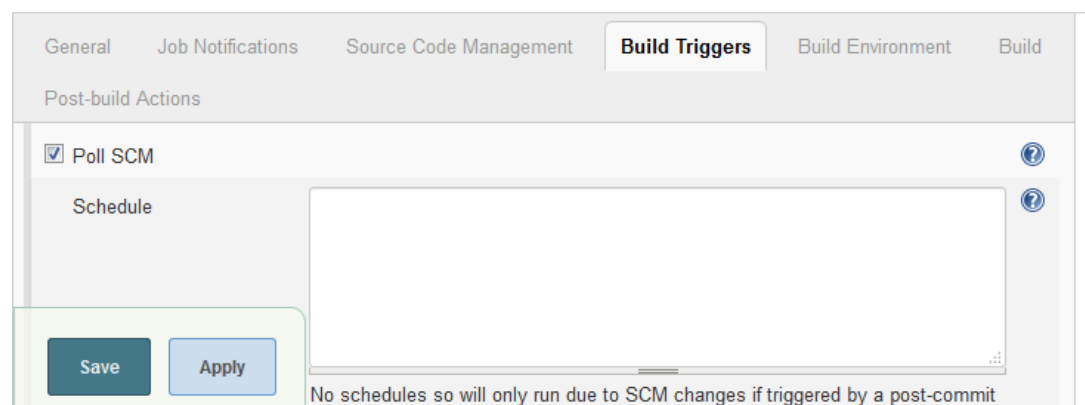 General Job Notifications Source Code Management Build Triggers Build Environment Build
Post-build Actions
Poll SCM
Schedule
Save Apply
No schedules so will only run due to SCM changes if triggered by a post-commit